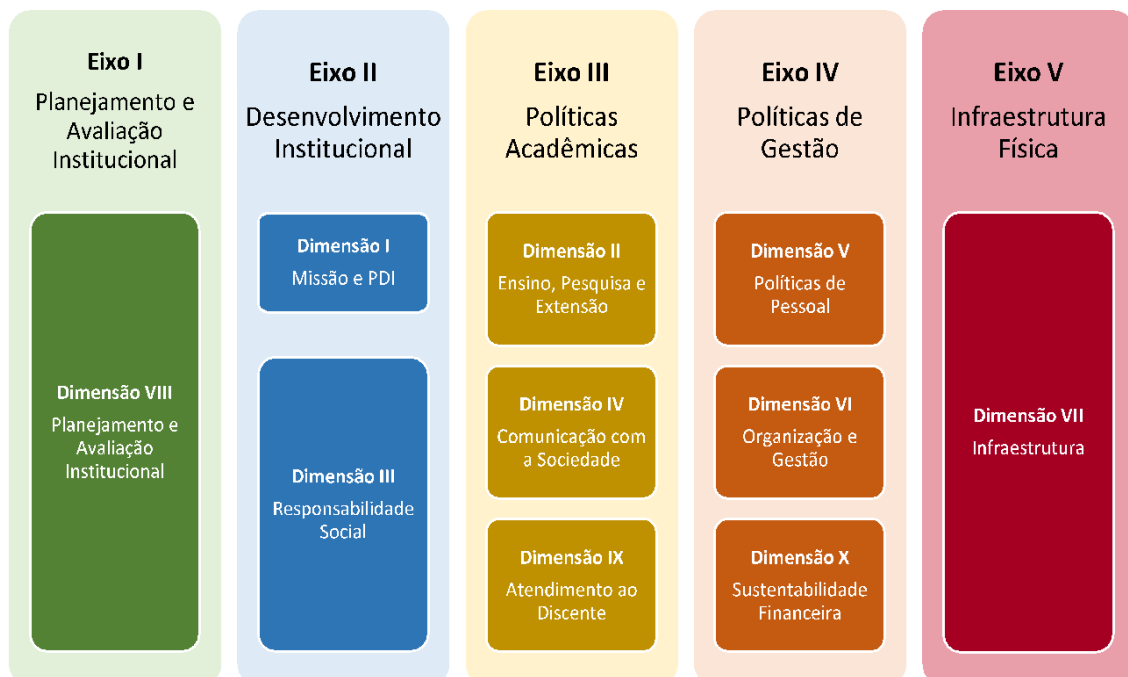 Eixo I
Planejamento e
Avaliação
Institucional
Dimensão VIII
Planejamento e
Avaliação
Institucional
Eixo II
Desenvolvimento
Institucional
Dimensão I
Missão e PDI
Dimensão III
Responsabilidade
Social
Eixo III
Políticas
Acadêmicas
Dimensão II
Ensino, Pesquisa e
Extensão
Dimensão IV
Comunicação com
a Sociedade
Dimensão IX
Atendimento ao
Discente
Eixo IV
Políticas de
Gestão
Dimensão V
Políticas de
Pessoal
Dimensão VI
Organização e
Gestão
Dimensão X
Sustentabilidade
Financeira
Eixo V
Infraestrutura
Física
Dimensão VII
Infraestrutura